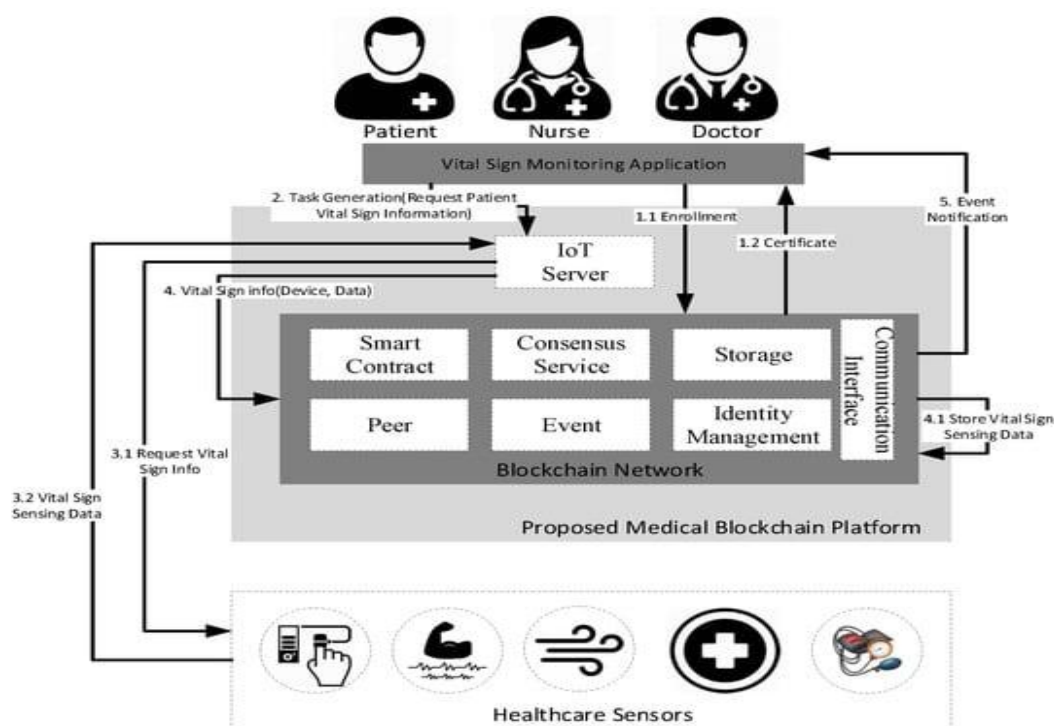 Patient
Nurse
Doctor
Vital Sign Monitoring Application
2. Task Generation(Request Patient
Vital Sign Information)
1.1 Enrollment
1.2 Certificate
5. Event
Notification
IoT
Server
4. Vital Sign info(Device, Data)
Smart
Contract
Consensus
Service
Storage
Communication
Interface
Peer
Event
Identity
Management
4.1 Store Vital Sign
Sensing Data
Blockchain Network
3.1 Request Vital
Sign Info
3.2 Vital Sign
Sensing Data
Proposed Medical Blockchain Platform
Healthcare Sensors